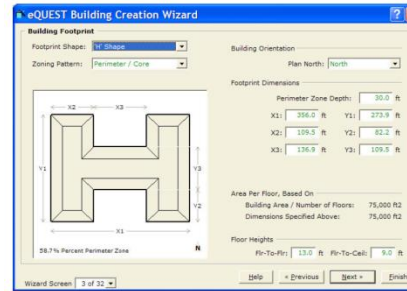 eQUEST Building Creation Wizard
?
Building Footprint
Footprint Shape: 'H' Shape
Zoning Pattern: Perimeter / Core
X2
X3
Y1
Y3
Y2
X1
58.7% Percent Perimeter Zone
N
Building Orientation
Plan North: North
Footprint Dimensions
Perimeter Zone Depth: 30.0 ft
X1: 356.0 ft Y1: 273.9 ft
X2: 109.5 ft Y2: 82.2 ft
X3: 136.9 ft Y3: 109.5 ft
Area Per Floor, Based On
Building Area / Number of Floors: 75,000 ft2
Dimensions Specified Above: 75,000 ft2
Floor Heights
Flr-To-Flr: 13.0 ft Flr-To-Ceil: 9.0 ft
Wizard Screen 3 of 32
Help < Previous Next > Finish